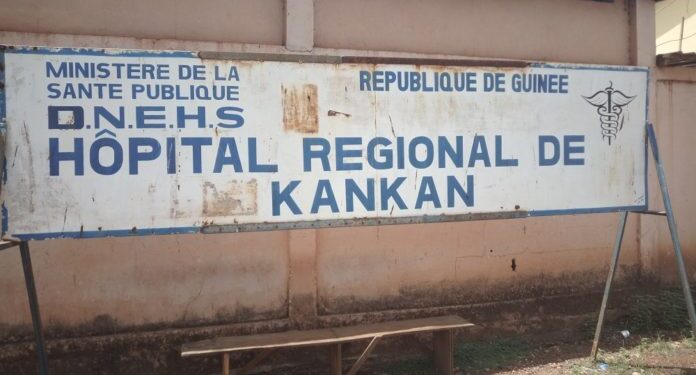 MINISTERE DE LA
SANTE PUBLIQUE
D.N.E.H.S
REPUBLIQUE DE GUINEE
HÔPITAL REGIONAL DE
KANKAN